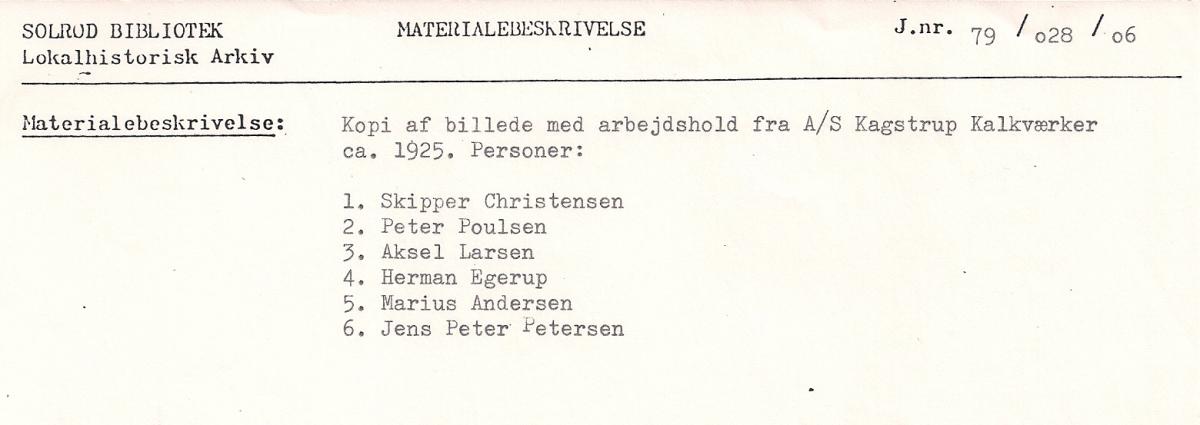 SOLRØD BIBLIOTEK MATERIALEBESKRIVELSE J.nr. 79 / o28 / o6
Lokalhistorisk Arkiv
Materialebeskrivelse: Kopi af billede med arbejdshold fra A/S Kagstrup Kalkværker
ca. 1925. Personer:
1. Skipper Christensen
2. Peter Poulsen
3. Aksel Larsen
4. Herman Egerup
5. Marius Andersen
6. Jens Peter Petersen